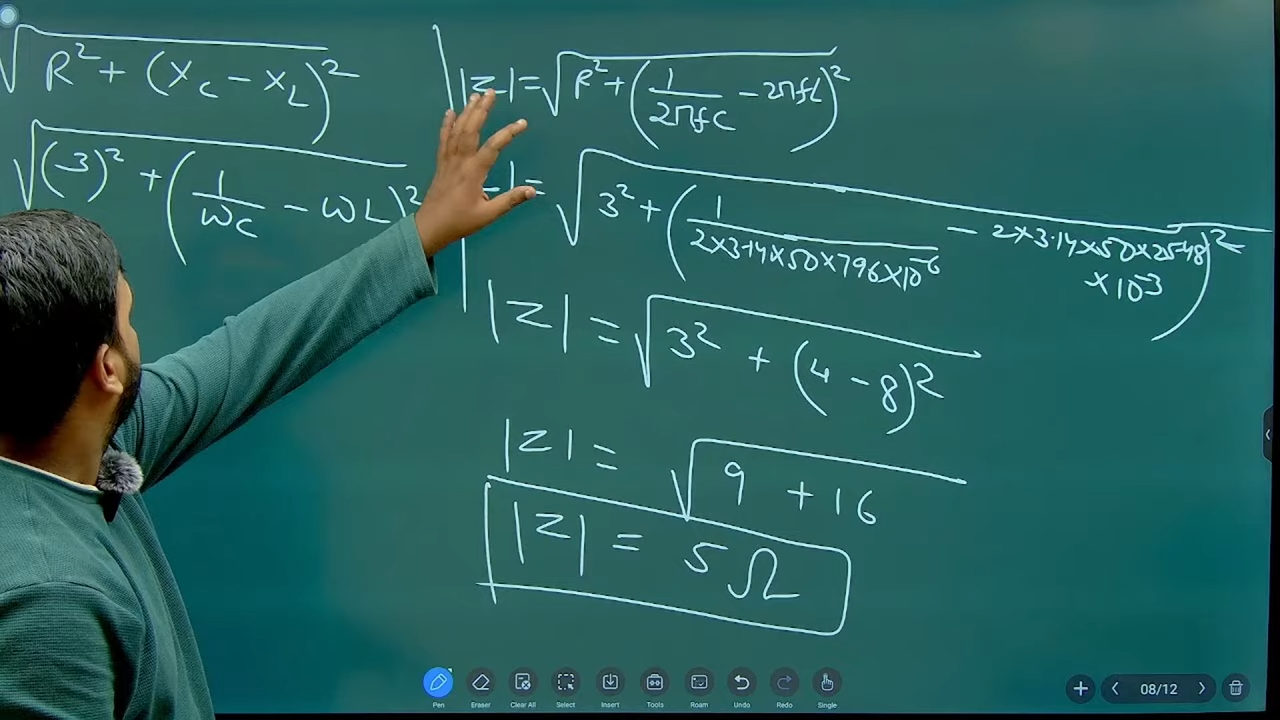 √R² + (X_C - X_L)²
√(-3)² + (1/ωC - ωL)²
|Z| = √R² + (1/2πfC - 2πfL)²
| = √3² + (1/2×3.14×50×796×10⁻⁶ - 2×3.14×50×25.48×10⁻³)²
|Z| = √3² + (4 - 8)²
|Z| = √9 + 16
|Z| = 5 Ω
Pen Eraser Clear All Select Insert Tools Roam Undo Redo Single
08/12